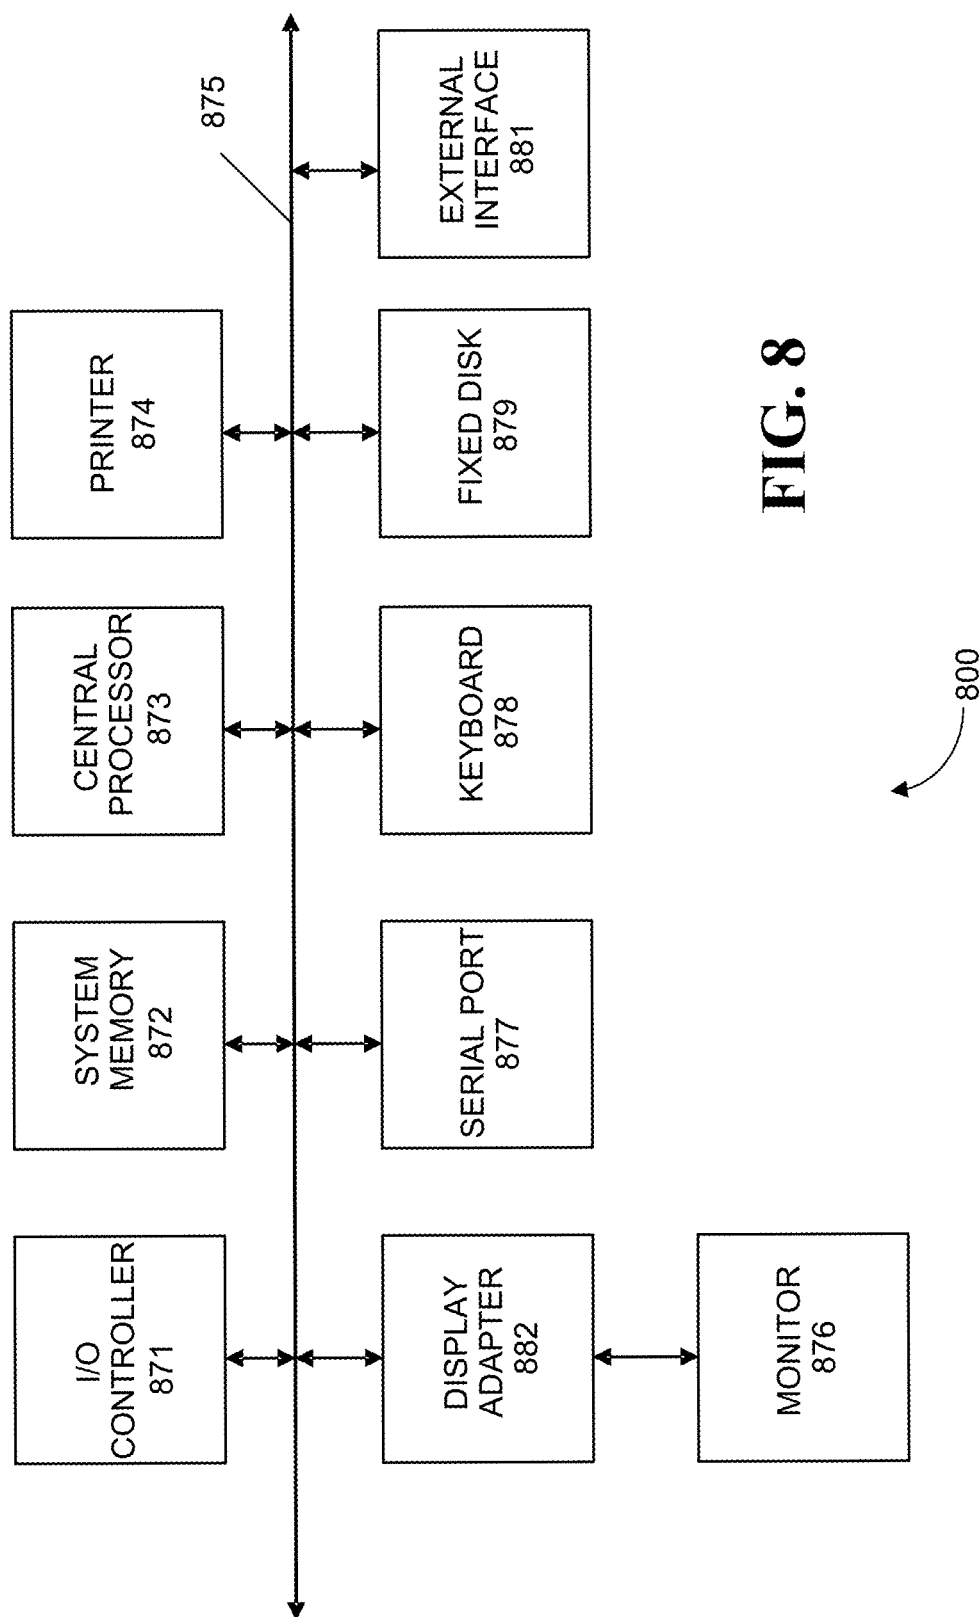 I/O
CONTROLLER
871
SYSTEM
MEMORY
872
CENTRAL
PROCESSOR
873
PRINTER
874
875
DISPLAY
ADAPTER
882
SERIAL PORT
877
KEYBOARD
878
FIXED DISK
879
EXTERNAL
INTERFACE
881
MONITOR
876
800
FIG. 8